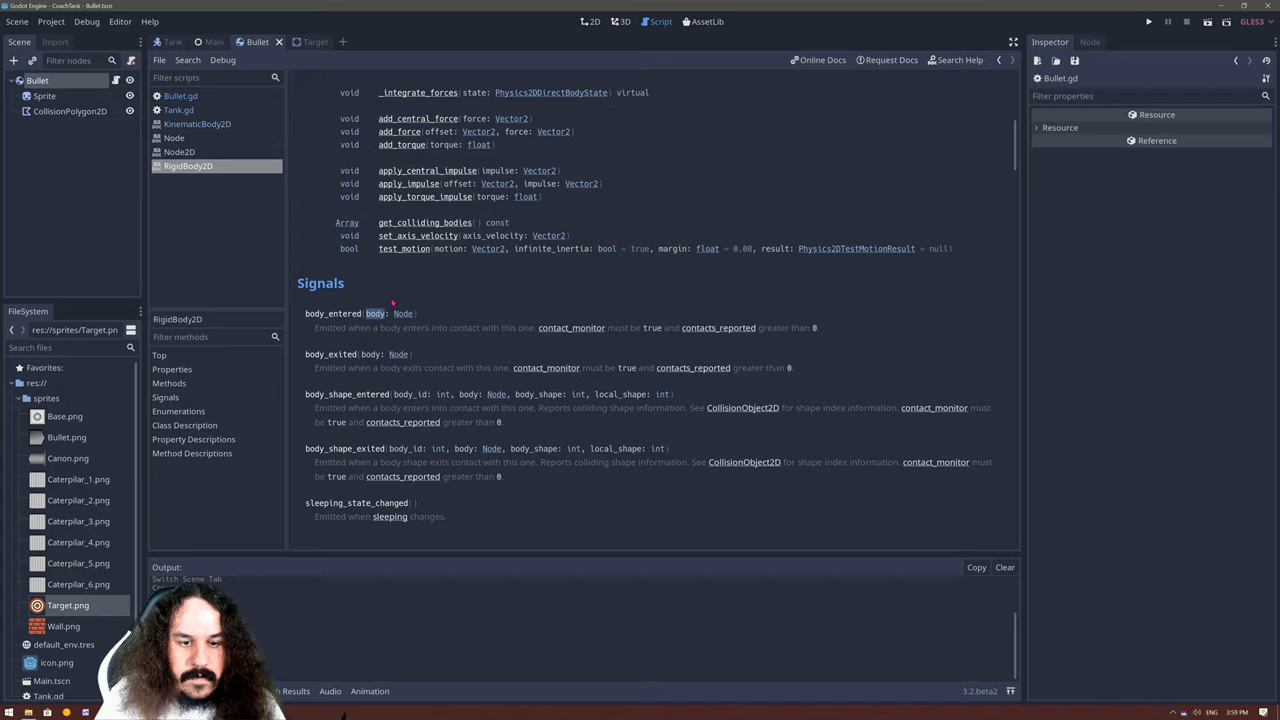 Godot Engine - CoachTank - Bullet.tscn
Scene Project Debug Editor Help
2D 3D Script AssetLib
GLES3
Scene Import
Tank Main Bullet Target
Inspector Node
Filter nodes
File Search Debug
Online Docs Request Docs Search Help
Bullet
Sprite
CollisionPolygon2D
Filter scripts
Bullet.gd
Tank.gd
KinematicBody2D
Node
Node2D
RigidBody2D
Bullet.gd
Filter properties
Resource
Resource
Reference
void _integrate_forces(state: Physics2DDirectBodyState) virtual
void add_central_force(force: Vector2)
void add_force(offset: Vector2, force: Vector2)
void add_torque(torque: float)
void apply_central_impulse(impulse: Vector2)
void apply_impulse(offset: Vector2, impulse: Vector2)
void apply_torque_impulse(torque: float)
Array get_colliding_bodies() const
void set_axis_velocity(axis_velocity: Vector2)
bool test_motion(motion: Vector2, infinite_inertia: bool = true, margin: float = 0.08, result: Physics2DTestMotionResult = null)
Signals
body_entered(body: Node)
Emitted when a body enters into contact with this one. contact_monitor must be true and contacts_reported greater than 0.
body_exited(body: Node)
Emitted when a body exits contact with this one. contact_monitor must be true and contacts_reported greater than 0.
body_shape_entered(body_id: int, body: Node, body_shape: int, local_shape: int)
Emitted when a body enters into contact with this one. Reports colliding shape information. See CollisionObject2D for shape index information. contact_monitor must
be true and contacts_reported greater than 0.
body_shape_exited(body_id: int, body: Node, body_shape: int, local_shape: int)
Emitted when a body shape exits contact with this one. Reports colliding shape information. See CollisionObject2D for shape index information. contact_monitor must
be true and contacts_reported greater than 0.
sleeping_state_changed()
Emitted when sleeping changes.
RigidBody2D
Filter methods
Top
Properties
Methods
Signals
Enumerations
Class Description
Property Descriptions
Method Descriptions
FileSystem
res://sprites/Target.pn
Search files
Favorites:
res://
sprites
Base.png
Bullet.png
Canon.png
Caterpilar_1.png
Caterpilar_2.png
Caterpilar_3.png
Caterpilar_4.png
Caterpilar_5.png
Caterpilar_6.png
Target.png
Wall.png
default_env.tres
icon.png
Main.tscn
Tank.gd
Output:
Copy Clear
Switch Scene Tab
Results Audio Animation
3.2.beta2
ENG 3:59 PM